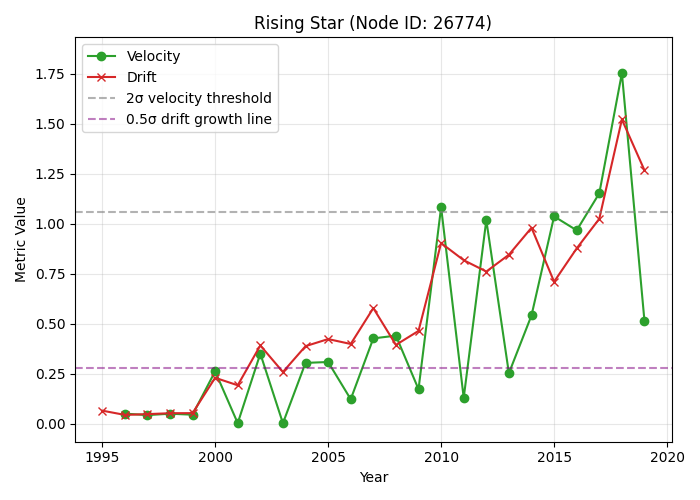 Rising Star (Node ID: 26774)
Velocity
Drift
2σ velocity threshold
0.5σ drift growth line
Metric Value
1.75
1.50
1.25
1.00
0.75
0.50
0.25
0.00
1995
2000
2005
2010
2015
2020
Year